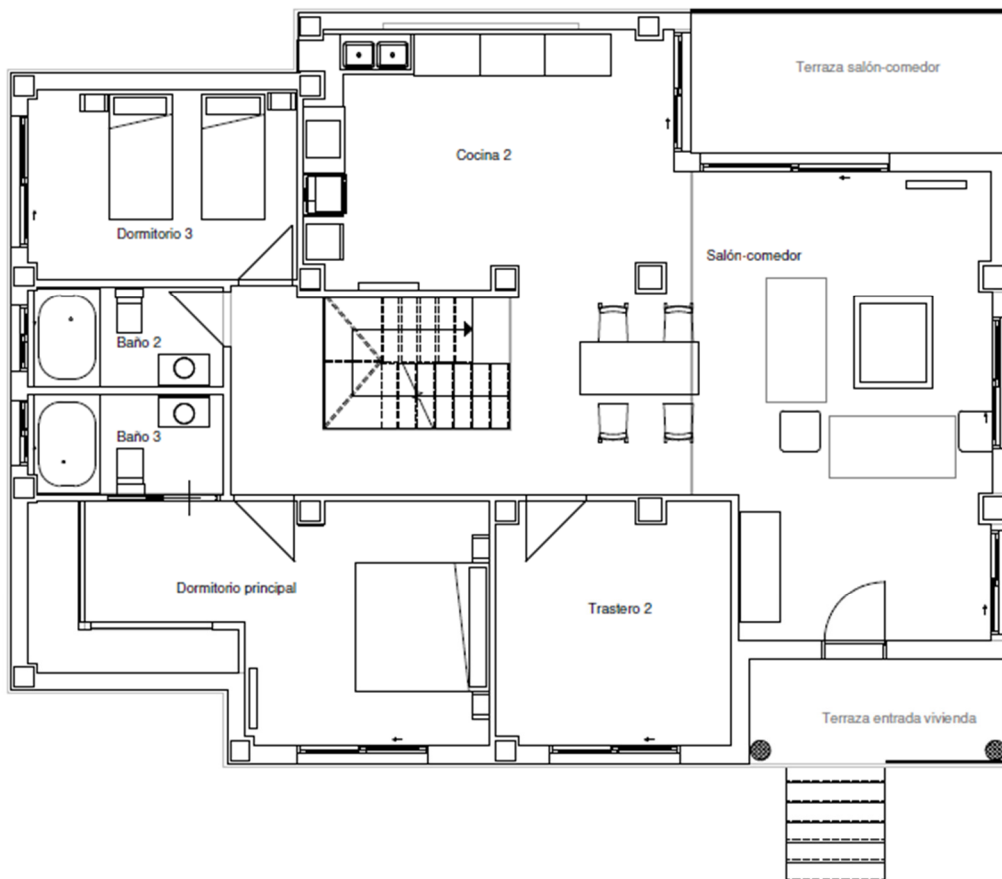 Terraza salón-comedor
Cocina 2
Dormitorio 3
Salón-comedor
Baño 2
Baño 3
Dormitorio principal
Trastero 2
Terraza entrada vivienda